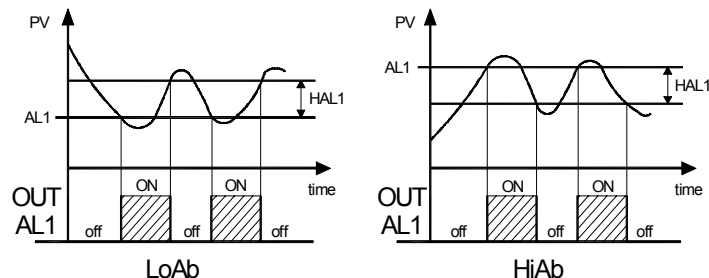 PV
HAL1
AL1
time
OUT
AL1
off ON off ON off
LoAb
PV
AL1
HAL1
time
OUT
AL1
off ON off ON off
HiAb